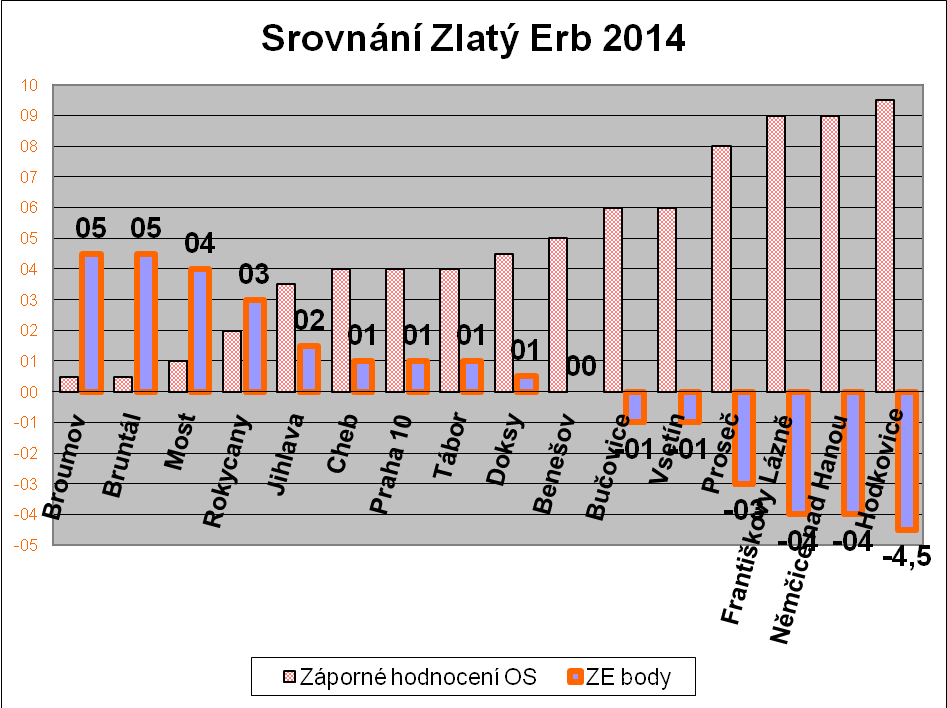 Srovnání Zlatý Erb 2014
10
09
08
07
06
05
04
03
02
01
00
-01
-02
-03
-04
-05
05
05
04
03
02
01
01
01
01
00
-01
-01
-03
-04
-04
-4,5
Broumov
Bruntál
Most
Rokycany
Jihlava
Cheb
Praha 10
Tábor
Doksy
Benešov
Bučovice
Vsetín
Proseč
Františkovy Lázně
Němčice nad Hanou
Hodkovice
Záporné hodnocení OS
ZE body